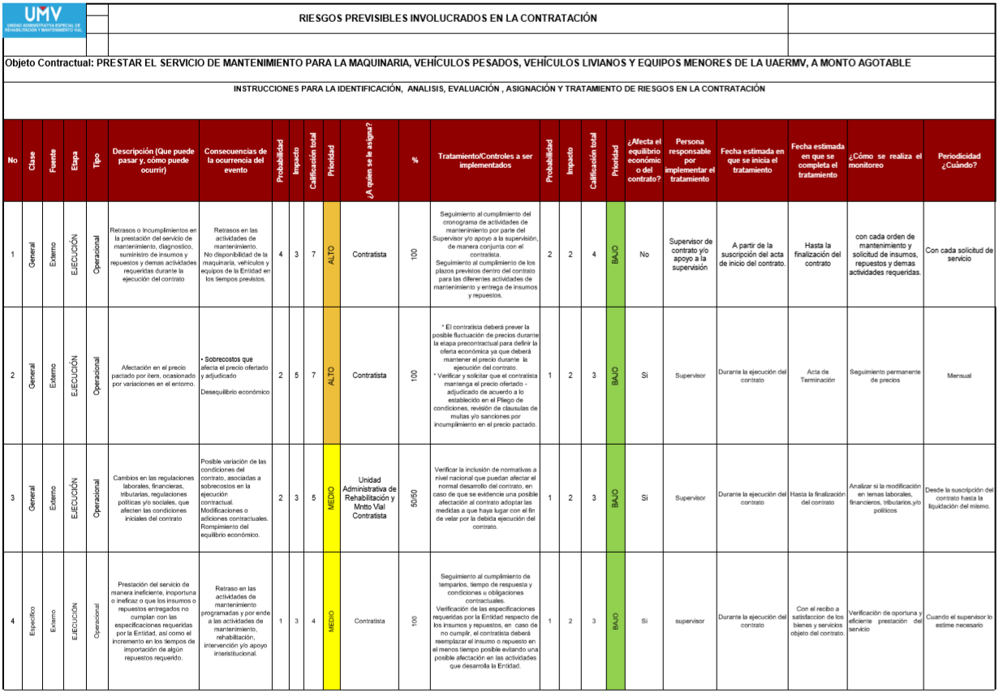 UMV
UNIDAD ADMINISTRATIVA ESPECIAL DE
REHABILITACIÓN Y MANTENIMIENTO VIAL
RIESGOS PREVISIBLES INVOLUCRADOS EN LA CONTRATACIÓN
Objeto Contractual: PRESTAR EL SERVICIO DE MANTENIMIENTO PARA LA MAQUINARIA, VEHÍCULOS PESADOS, VEHÍCULOS LIVIANOS Y EQUIPOS MENORES DE LA UAERMV, A MONTO AGOTABLE
INSTRUCCIONES PARA LA IDENTIFICACIÓN, ANALISIS, EVALUACIÓN , ASIGNACIÓN Y TRATAMIENTO DE RIESGOS EN LA CONTRATACIÓN
No
Clase
Fuente
Etapa
Tipo
Descripción (Que puede
pasar y, cómo puede
ocurrir)
Consecuencias de
la ocurrencia del
evento
Probabilidad
Impacto
Calificación total
Prioridad
¿A quien se le asigna?
%
Tratamiento/Controles a ser
implementados
Probabilidad
Impacto
Calificación total
Prioridad
¿Afecta el
equilibrio
económic
o del
contrato?
Persona
responsable
por
implementar el
tratamiento
Fecha estimada en
que se inicia el
tratamiento
Fecha estimada
en que se
completa el
tratamiento
¿Cómo se realiza el
monitoreo
Periodicidad
¿Cuándo?
1
General
Externo
EJECUCIÓN
Operacional
Retrasos o Incumplimientos en
la prestación del servicio de
mantenimiento, diagnostico,
suministro de insumos y
repuestos y demas actividades
requeridas durante la
ejecución del contrato
Retrasos en las
actividades de
mantenimiento.
No disponibilidad de la
maquinaria, vehículos y
equipos de la Entidad en
los tiempos previstos.
4
3
7
ALTO
Contratista
100
Seguimiento al cumplimiento del
cronograma de actividades de
mantenimiento por parte del
Supervisor y/o apoyo a la supervisión,
de manera conjunta con el
contratista.
Seguimiento al cumplimiento de los
plazos previstos dentro del contrato
para las diferentes actividades de
mantenimiento y entrega de insumos
y repuestos.
2
2
4
BAJO
No
Supervisor de
contrato y/o
apoyo a la
supervisión
A partir de la
suscripción del acta
de inicio del contrato.
Hasta la
finalización del
contrato
con cada orden de
mantenimiento y
solicitud de insumos,
repuestos y demas
actividades requeridas.
Con cada solicitud de
servicio
2
General
Externo
EJECUCIÓN
Operacional
Afectación en el precio
pactado por ítem, ocasionado
por variaciones en el entorno.
• Sobrecostos que
afecta el precio ofertado
y adjudicado
Desequilibrio económico
2
5
7
ALTO
Contratista
100
* El contratista deberá prever la
posible fluctuación de precios durante
la etapa precontractual para definir la
oferta económica ya que deberá
mantener el precio durante la
ejecución del contrato.
* Verificar y solicitar que el contratista
mantenga el precio ofertado -
adjudicado de acuerdo a lo
establecido en el Pliego de
condiciones, revisión de clausulas de
multas y/o sanciones por
incumplimiento en el precio pactado.
1
2
3
BAJO
Si
Supervisor
Durante la ejecución del
contrato
Acta de
Terminación
Seguimiento permanente
de precios
Mensual
3
General
Externo
EJECUCIÓN
Operacional
Cambios en las regulaciones
laborales, financieras,
tributarias, regulaciones
políticas y/o sociales, que
afecten las condiciones
iniciales del contrato
Posible variación de las
condiciones del
contrato, asociadas a
sobrecostos en la
ejecución
contractual.
Modificaciones o
adiciones contractuales.
Rompimiento del
equilibrio económico.
2
3
5
MEDIO
Unidad
Administrativa de
Rehabilitación y
Mntto Vial
Contratista
50/50
Verificar la inclusión de normativas a
nivel nacional que puedan afectar el
normal desarrollo del contrato, en
caso de que se evidencie una posible
afectación al contrato adoptar las
medidas a que haya lugar con el fin
de velar por la debida ejecución del
contrato.
1
2
3
BAJO
Si
Supervisor
Durante la ejecución del
contrato
Hasta la finalización
del contrato
Analizar si la modificación
en temas laborales,
financieros, tributarios,y/o
políticos
Desde la suscripción del
contrato hasta la
liquidación del mismo.
4
Específico
Externo
EJECUCIÓN
Operacional
Prestación del servicio de
manera ineficiente, inoportuna
o ineficaz o que los insumos o
repuestos entregados no
cumplan con las
especificaciones requeridas
por la Entidad, así como el
incremento en los tiempos de
importación de algún
repuestos requerido.
Retraso en las
actividades de
mantenimiento
programadas y por ende
a las actividades de
mantenimiento,
rehabilitación,
intervención y/o apoyo
interistitucional.
1
3
4
MEDIO
Contratista
100
Seguimiento al cumplimiento de
temparios, tiempo de respuesta y
condiciones u obligaciones
contractuales.
Verificación de las especificaciones
requeridas por la Entidad respecto de
los insumos y repuestos, en caso de
no cumplir, el contratista deberá
reemplazar el insumo o repuesto en
el menos tiempo posible evitando una
posible afectación en las actividades
que desarrolla la Entidad.
1
2
3
BAJO
Si
supervisor
Durante la ejecución del
contrato
Con el recibo a
satisfaccion de los
bienes y servicios
objeto del contrato.
Verificación de oportuna y
eficiente prestación del
servicio
Cuando el supervisor lo
estime necesario